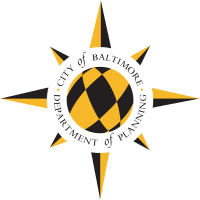 CITY of BALTIMORE
DEPARTMENT of PLANNING